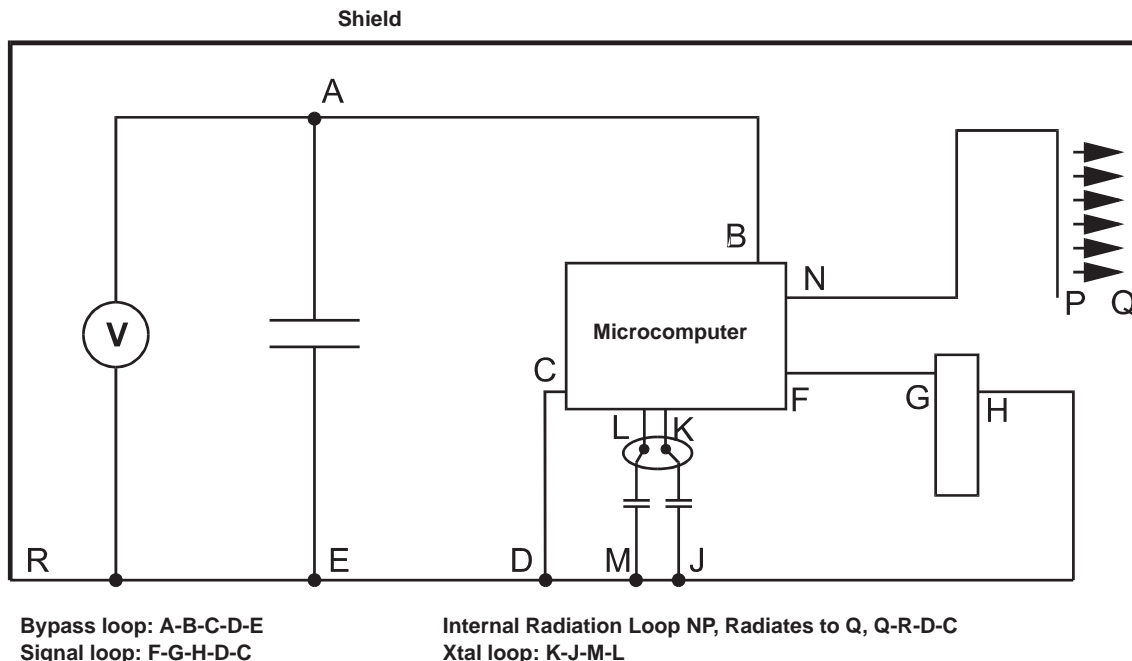 Shield
A
B
N
V
Microcomputer
P Q
C
F
G
H
L
K
R
E
D
M
J
Bypass loop: A-B-C-D-E
Internal Radiation Loop NP, Radiates to Q, Q-R-D-C
Signal loop: F-G-H-D-C
Xtal loop: K-J-M-L